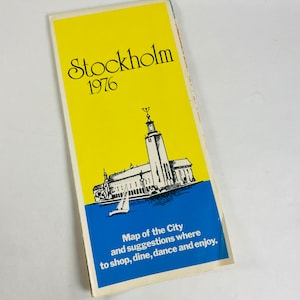 Stockholm
1976
Map of the City
and suggestions where
to shop, dine, dance and enjoy.